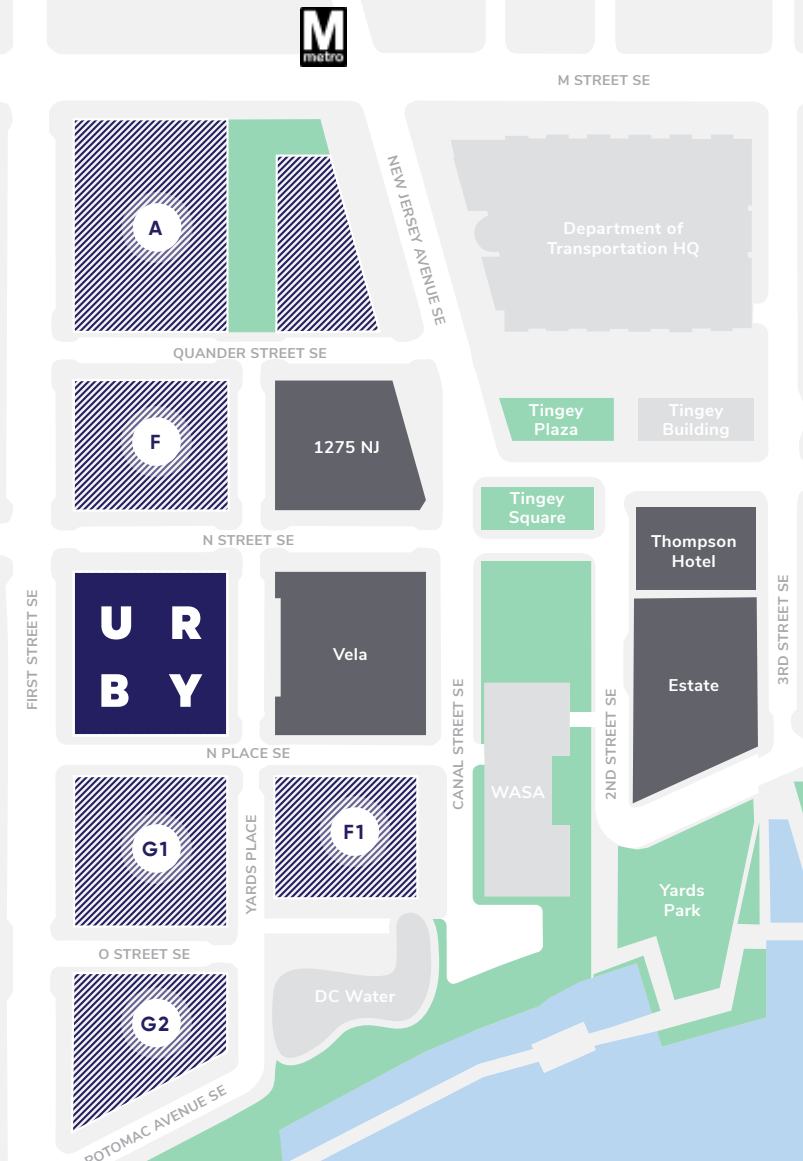 M
metro
M STREET SE
NEW JERSEY AVENUE SE
A
Department of
Transportation HQ
QUANDER STREET SE
Tingey
Plaza
Tingey
Building
F
1275 NJ
Tingey
Square
N STREET SE
Thompson
Hotel
FIRST STREET SE
U R
B Y
Vela
3RD STREET SE
Estate
CANAL STREET SE
2ND STREET SE
N PLACE SE
WASA
G1
YARDS PLACE
F1
Yards
Park
O STREET SE
DC Water
G2
POTOMAC AVENUE SE